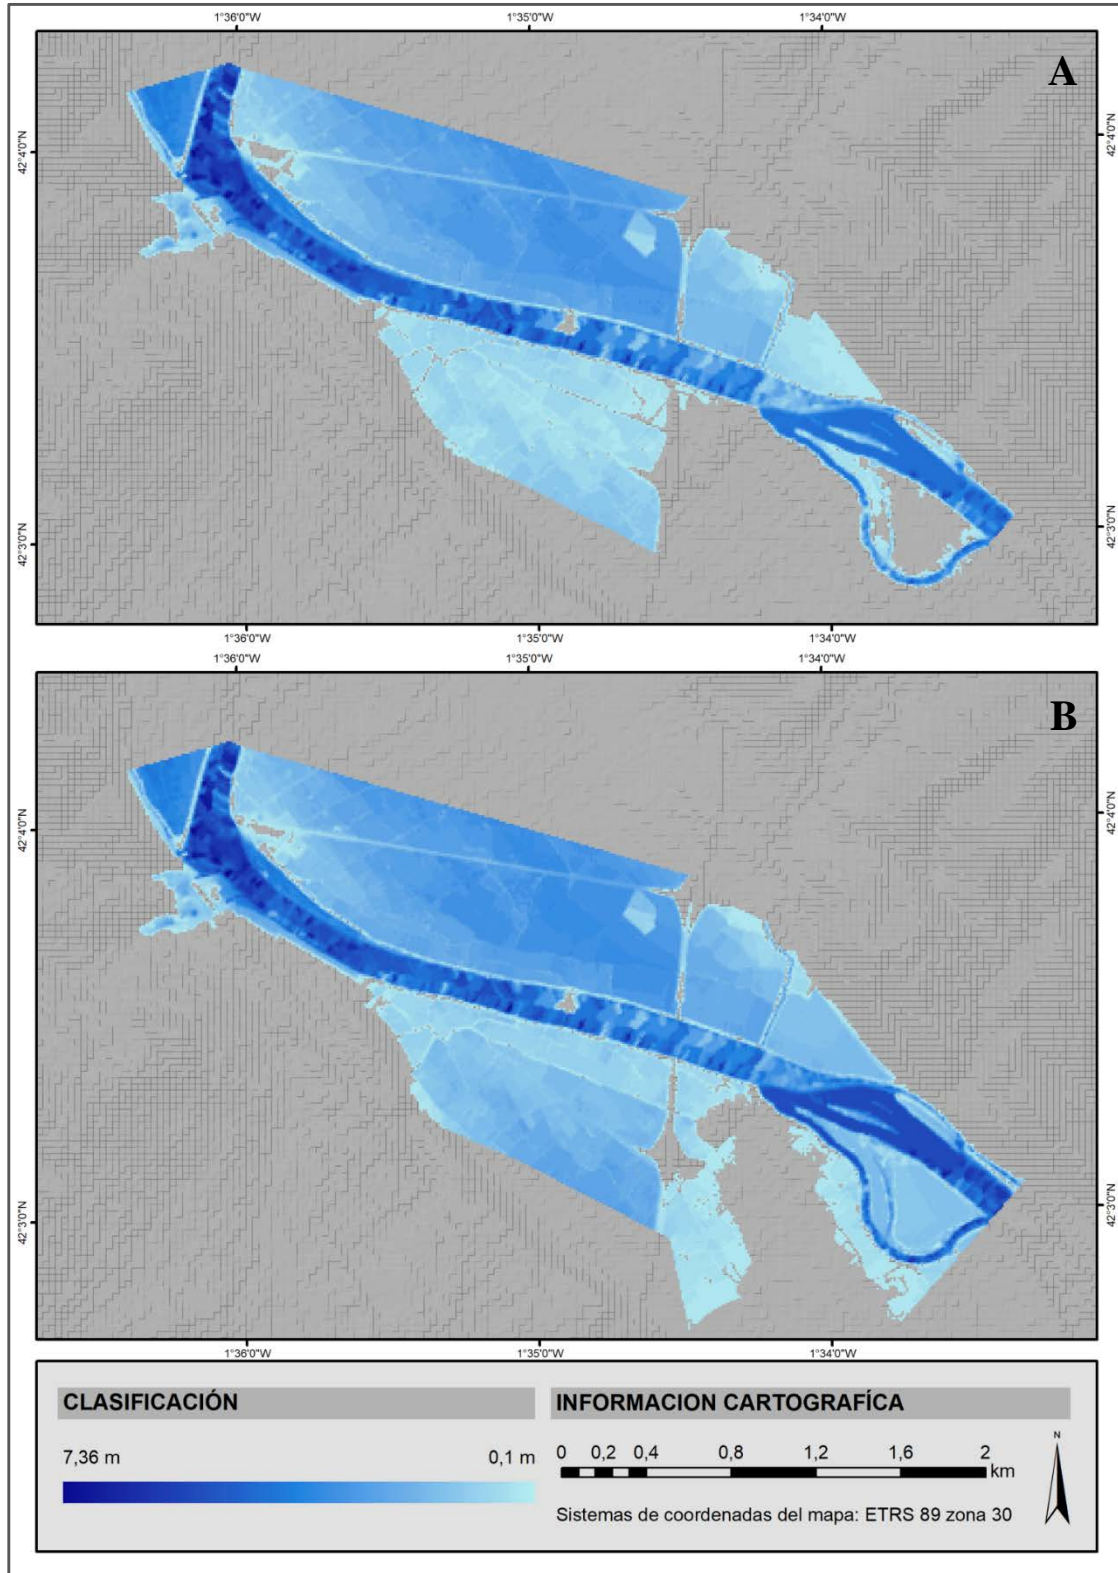 1°36'0"W 1°35'0"W 1°34'0"W
A
42°4'0"N 42°4'0"N
42°3'0"N 42°3'0"N
1°36'0"W 1°35'0"W 1°34'0"W
1°36'0"W 1°35'0"W 1°34'0"W
B
42°4'0"N 42°4'0"N
42°3'0"N 42°3'0"N
1°36'0"W 1°35'0"W 1°34'0"W
CLASIFICACIÓN
7,36 m 0,1 m
INFORMACION CARTOGRAFÍCA
0 0,2 0,4 0,8 1,2 1,6 2
km
N
Sistemas de coordenadas del mapa: ETRS 89 zona 30